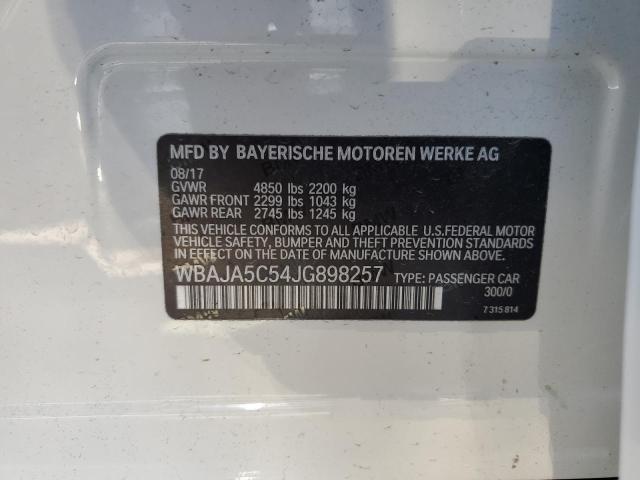 MFD BY BAYERISCHE MOTOREN WERKE AG
08/17
GVWR 4850 lbs 2200 kg
GAWR FRONT 2299 lbs 1043 kg
GAWR REAR 2745 lbs 1245 kg
THIS VEHICLE CONFORMS TO ALL APPLICABLE U.S.FEDERAL MOTOR
VEHICLE SAFETY, BUMPER AND THEFT PREVENTION STANDARDS
IN EFFECT ON THE DATE OF MANUFACTURE SHOWN ABOVE.
WBAJA5C54JG898257 TYPE: PASSENGER CAR
300/0
7 315 814